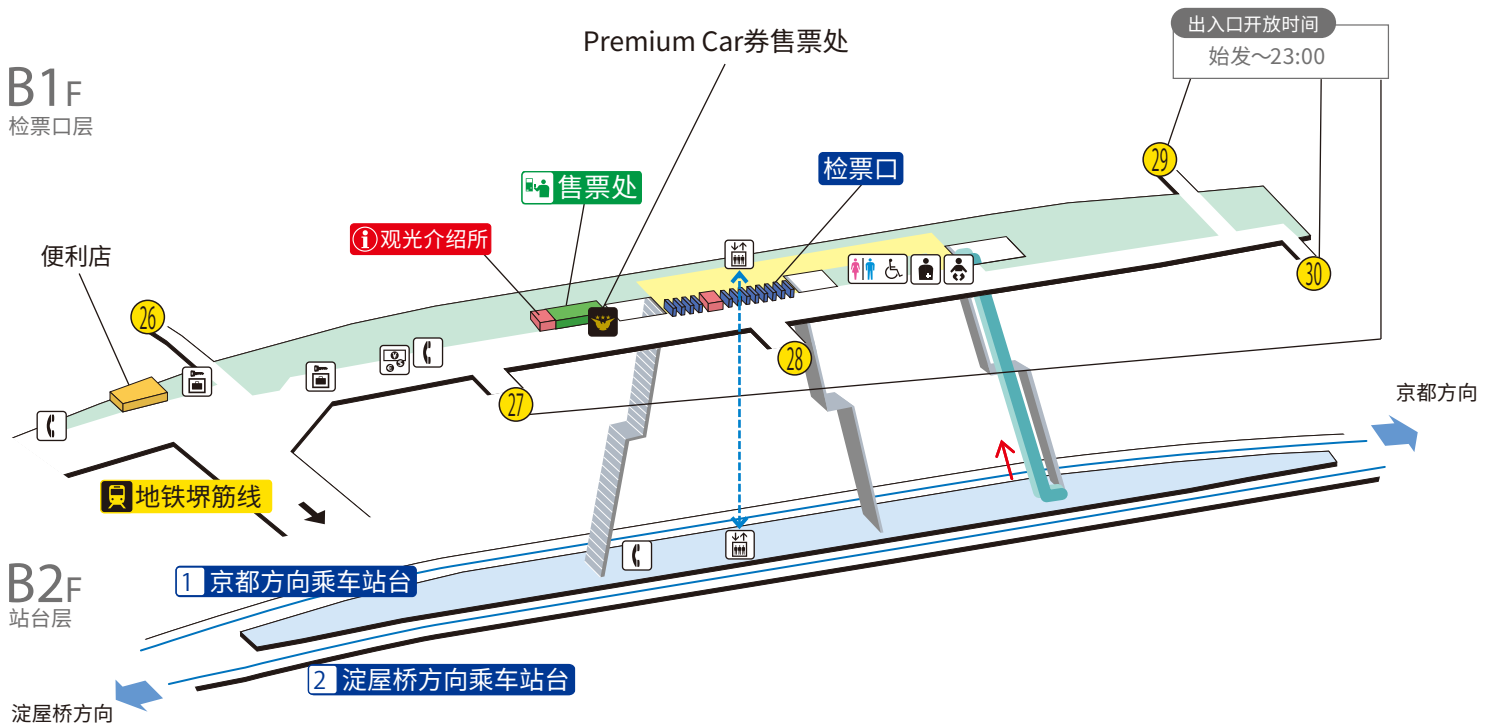 出入口开放时间
始发～23:00
Premium Car券售票处
B1F
检票口层
29
检票口
售票处
观光介绍所
便利店
26
30
28
27
京都方向
地铁堺筋线
B2F
站台层
1 京都方向乘车站台
2 淀屋桥方向乘车站台
淀屋桥方向